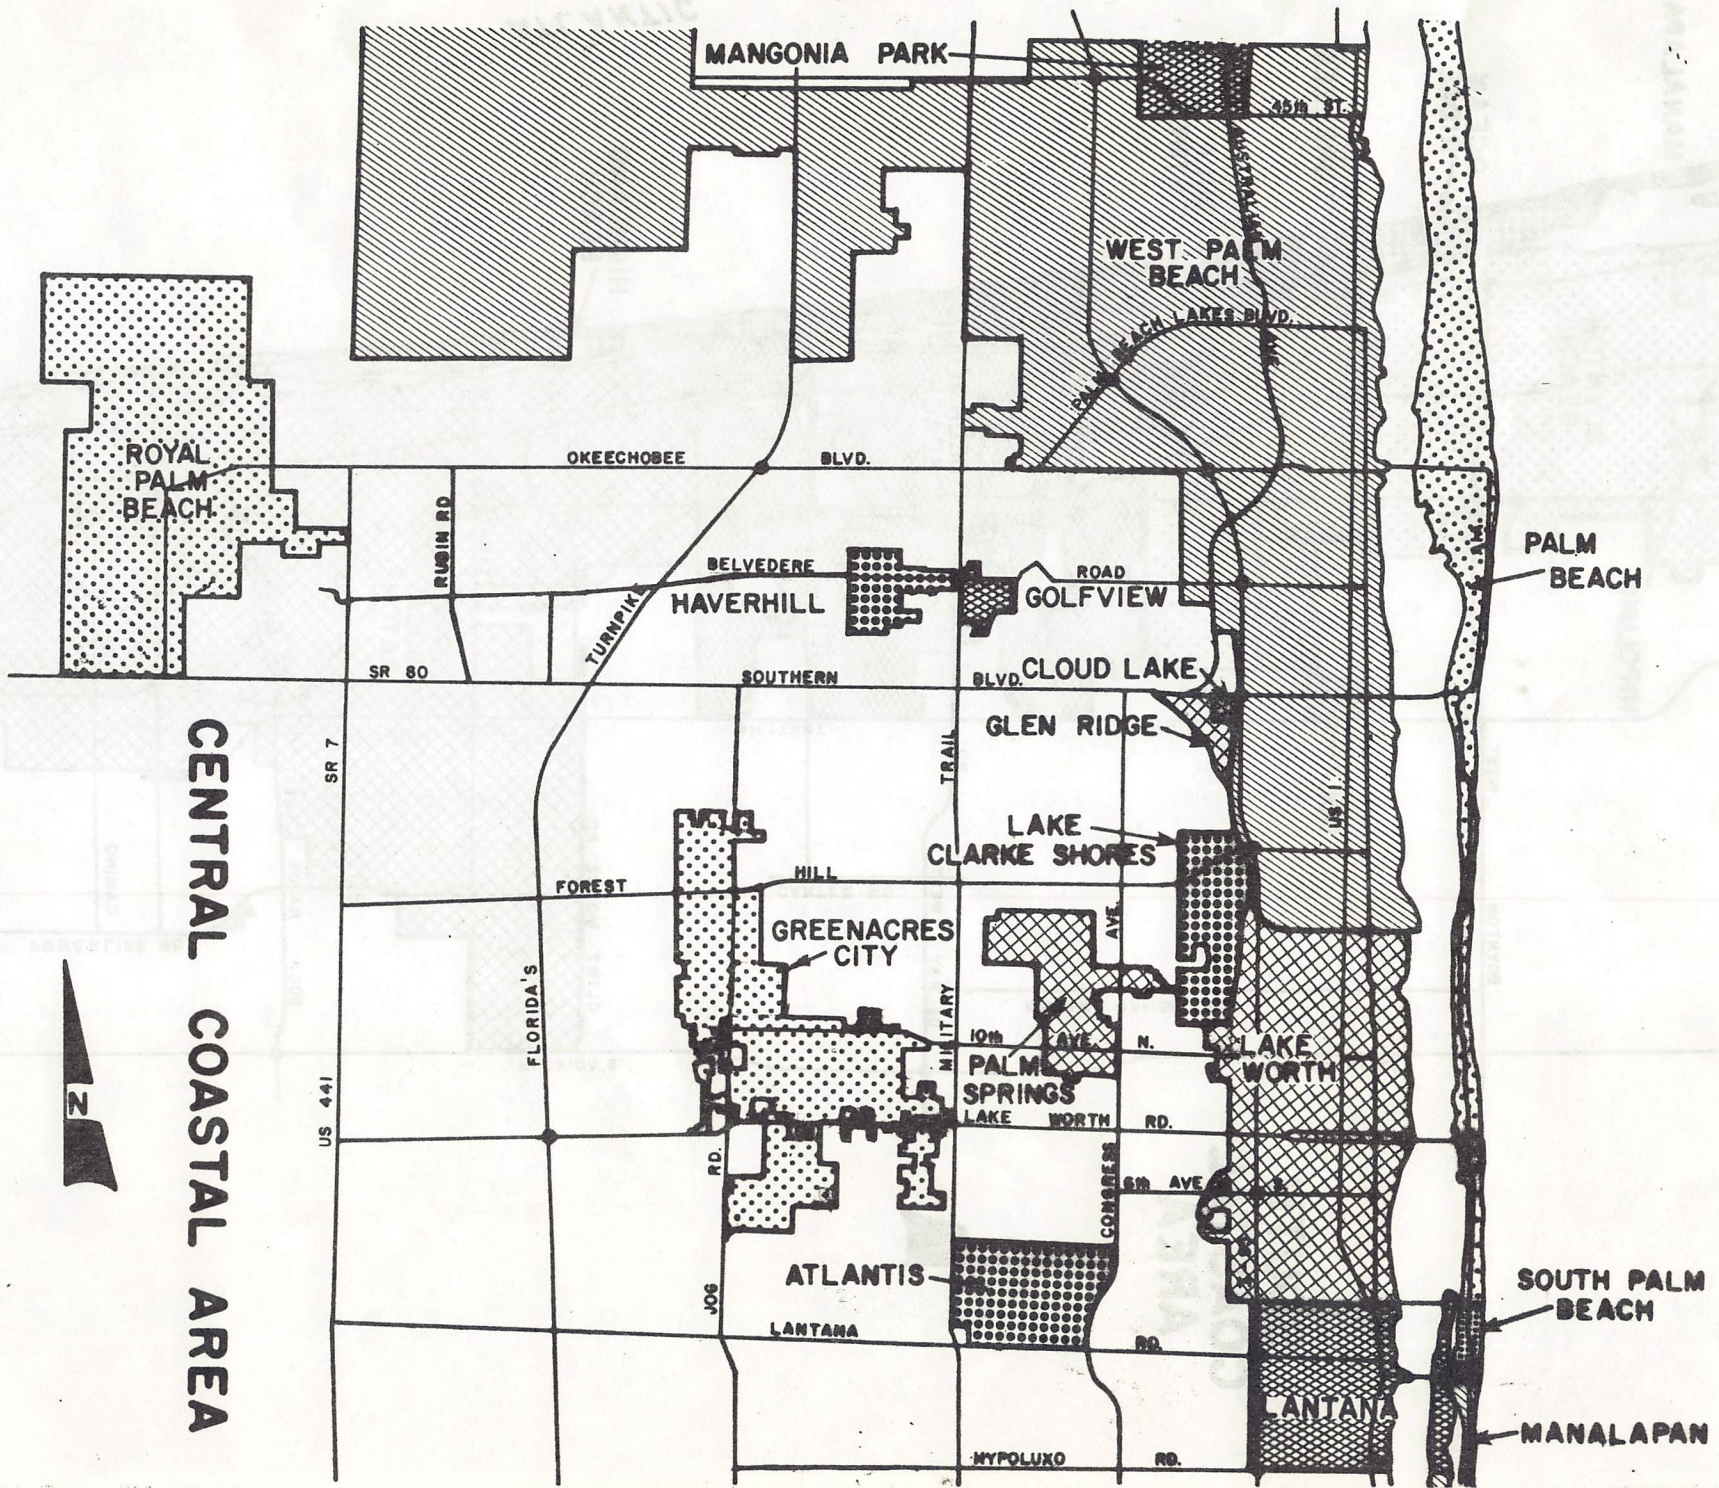 MANGONIA PARK
45th ST.
AUSTRALIAN
AVE
WEST PALM
BEACH
PALM BEACH LAKES BLVD.
ROYAL
PALM
BEACH
OKEECHOBEE BLVD.
RUBIN RD
BELVEDERE ROAD
HAVERHILL
GOLFVIEW
PALM
BEACH
A1A
TURNPIKE
SR 80
SOUTHERN BLVD.
CLOUD LAKE
GLEN RIDGE
CENTRAL COASTAL AREA
SR 7
TRAIL
US 1
LAKE
CLARKE SHORES
FOREST HILL
AVE.
GREENACRES
CITY
FLORIDA'S
MILITARY
10th AVE. N.
LAKE
WORTH
PALM
SPRINGS
N
US 441
LAKE WORTH RD.
RD.
CONGRESS
6th AVE. S.
ATLANTIS
SOUTH PALM
BEACH
JOG
LANTANA RD.
LANTANA
MANALAPAN
HYPOLUXO RD.